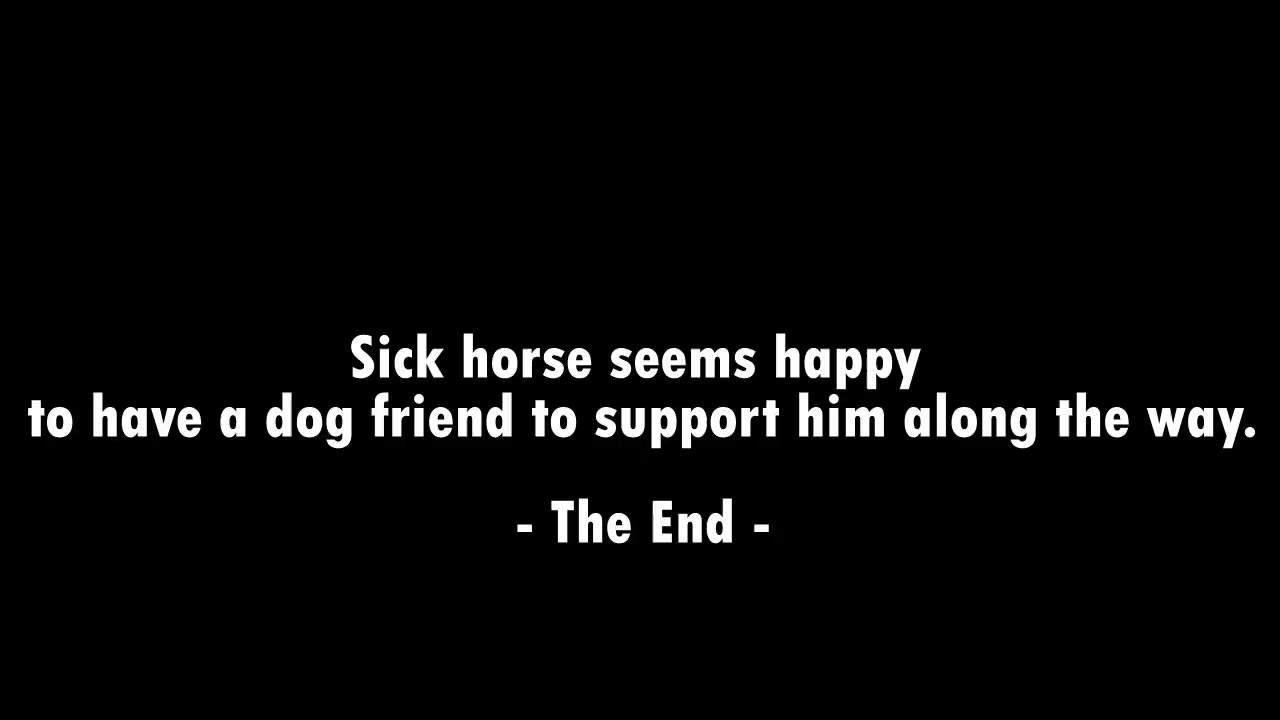 Sick horse seems happy
to have a dog friend to support him along the way.
- The End -